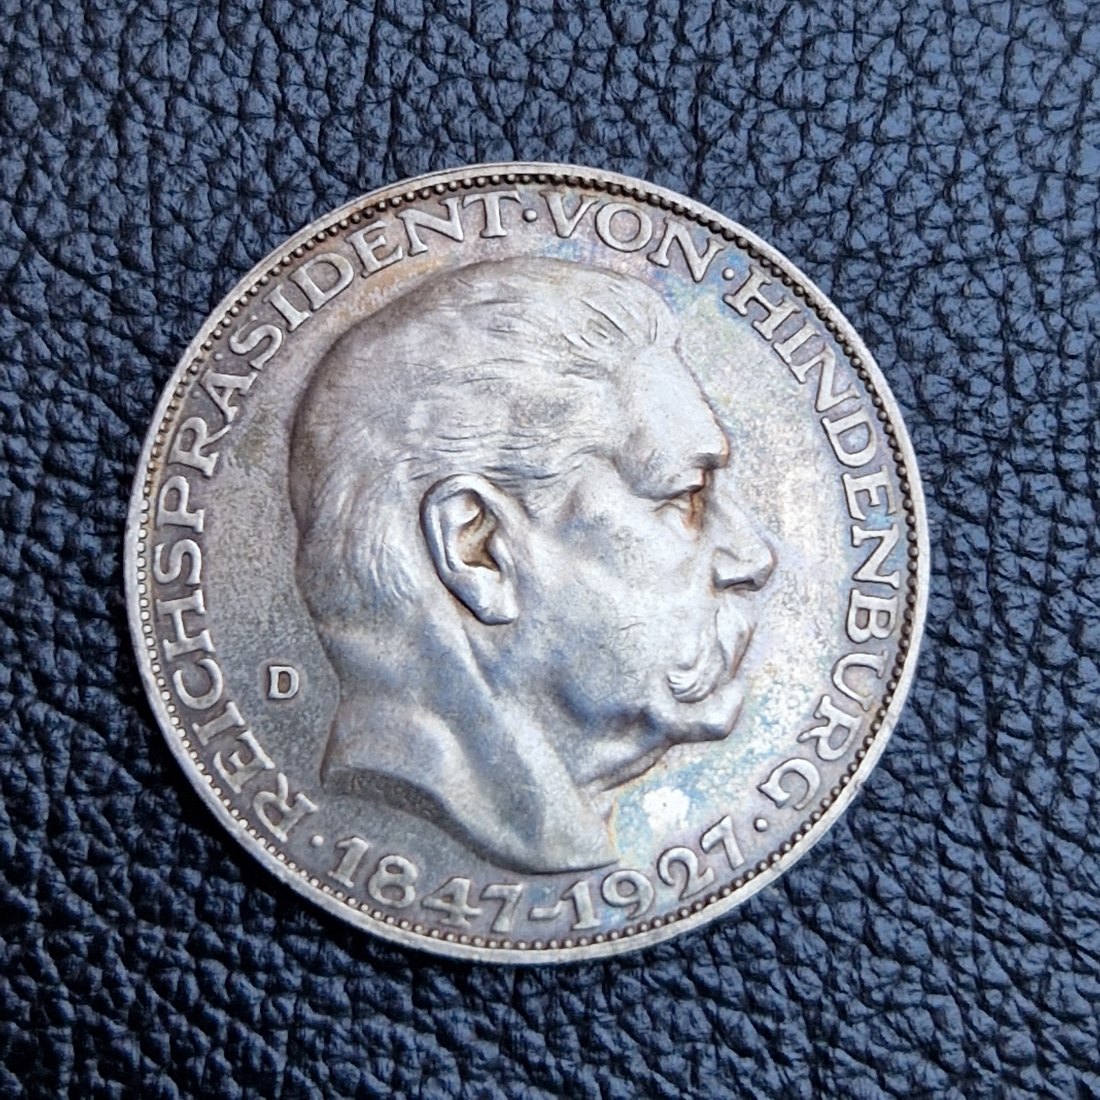 REICHSPRÄSIDENT·VON·HINDENBURG
·1847-1927·
D